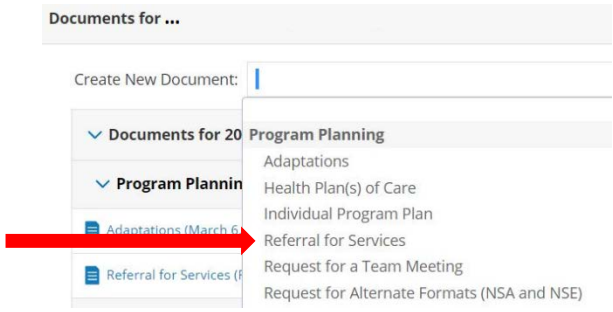 Documents for ...
Create New Document:
Documents for 20
Program Planning
Adaptations
Program Plannin
Health Plan(s) of Care
Individual Program Plan
Adaptations (March 6
Referral for Services
Request for a Team Meeting
Referral for Services (F
Request for Alternate Formats (NSA and NSE)